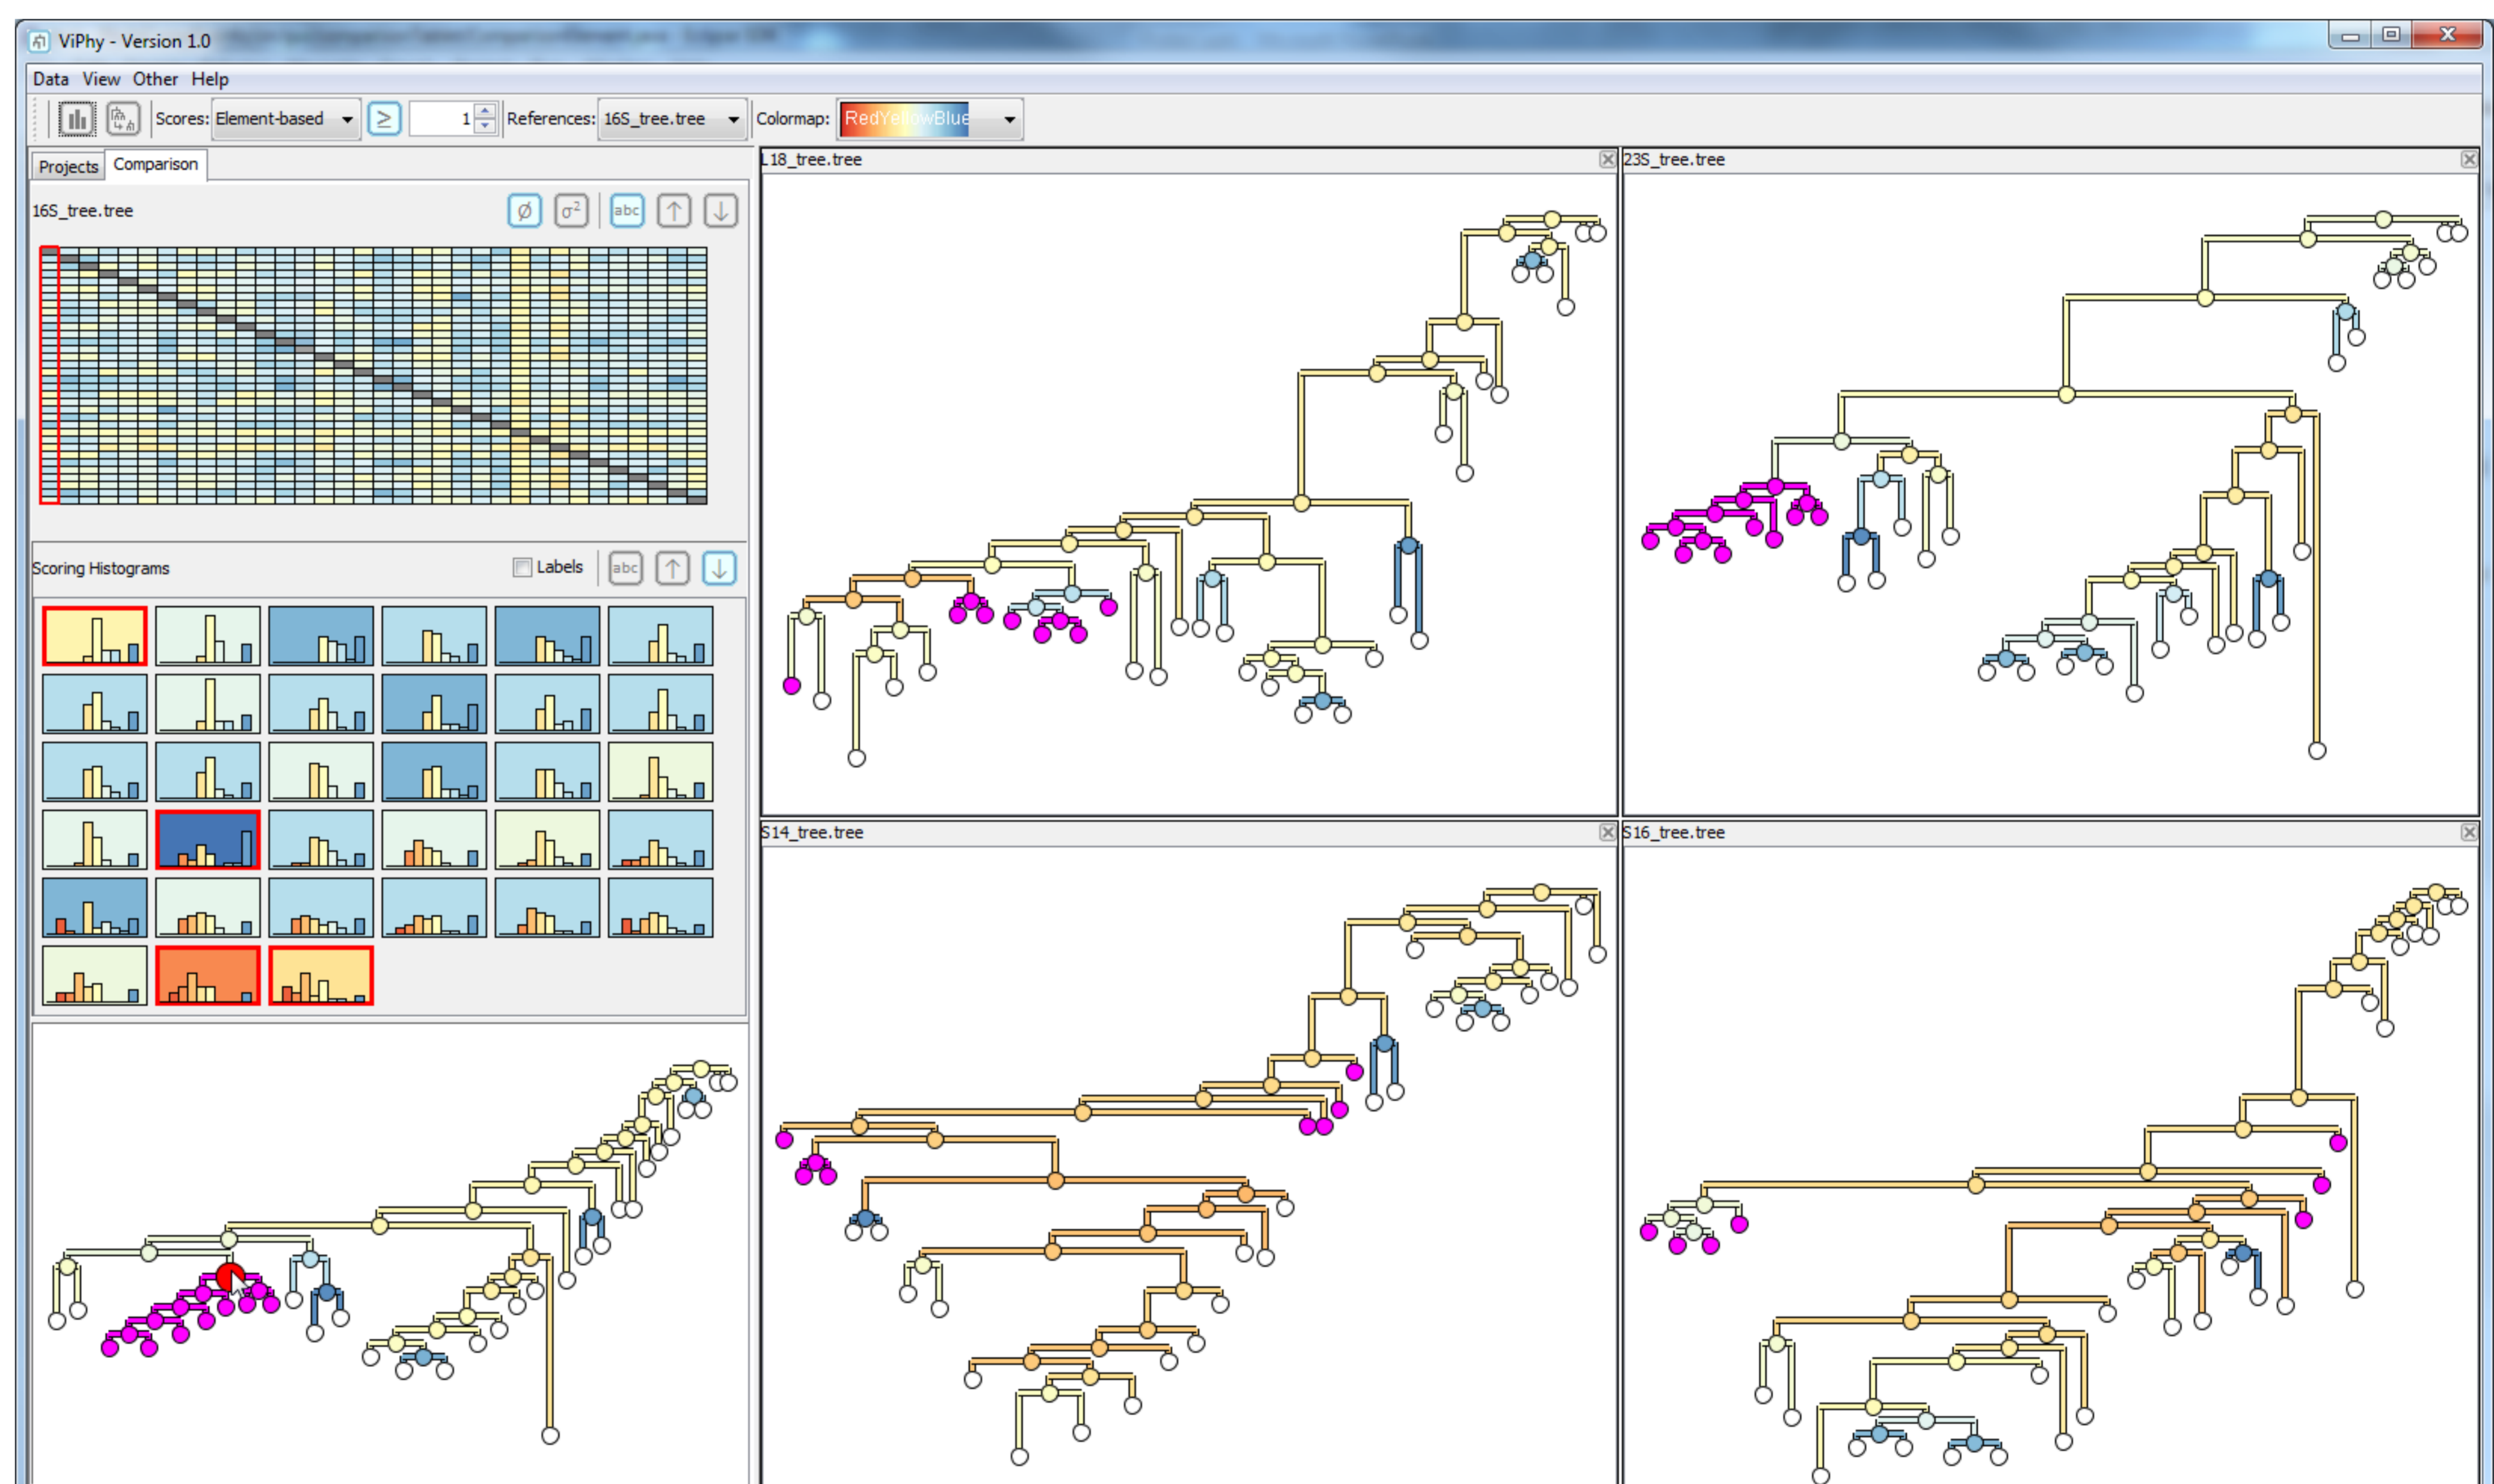 ViPhy - Version 1.0
Data View Other Help
Scores: Element-based ≥ 1 References: 16S_tree.tree Colormap: RedYellowBlue
Projects Comparison
16S_tree.tree Ø σ² abc ↑ ↓
Scoring Histograms Labels abc ↑ ↓
L18_tree.tree
23S_tree.tree
S14_tree.tree
S16_tree.tree